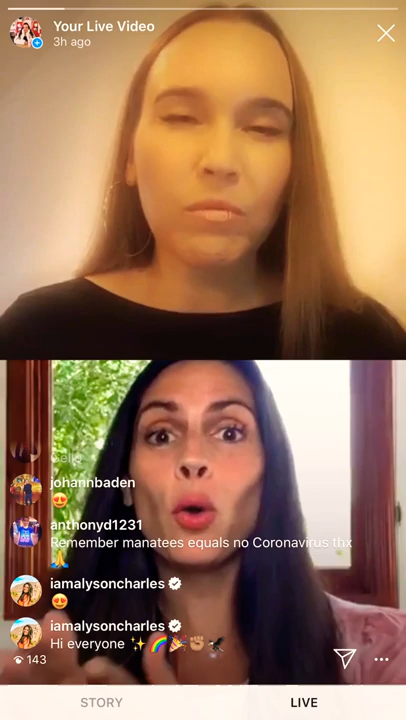 Your Live Video
3h ago
johannbaden
😍
anthonyd1231
Remember manatees equals no Coronavirus thx
🙏
iamalysoncharles
😍
iamalysoncharles
Hi everyone ✨🌈🎉✊🏽🦅
143
STORY
LIVE